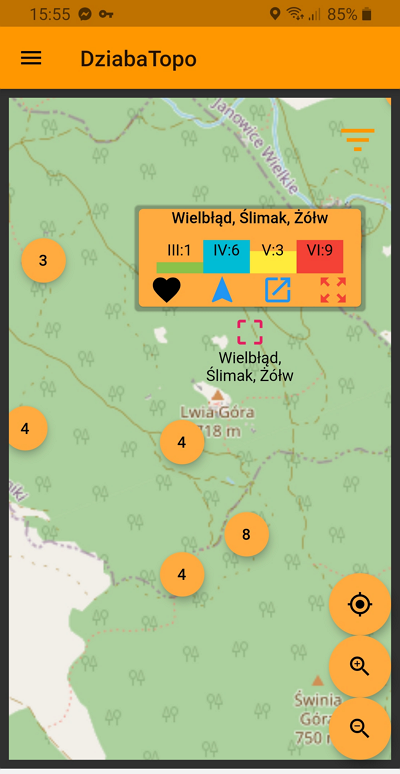 15:55
85%
DziabaTopo
Janowice Wielkie
Wielbłąd, Ślimak, Żółw
III:1 IV:6 V:3 VI:9
3
Wielbłąd,
Ślimak, Żółw
Lwia Góra
718 m
4
4
8
4
Świnia
Góra
750 m